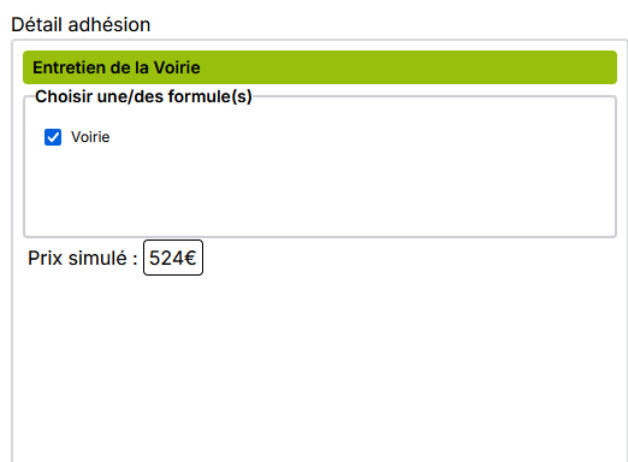 Détail adhésion
Entretien de la Voirie
Choisir une/des formule(s)
Voirie
Prix simulé : 524€